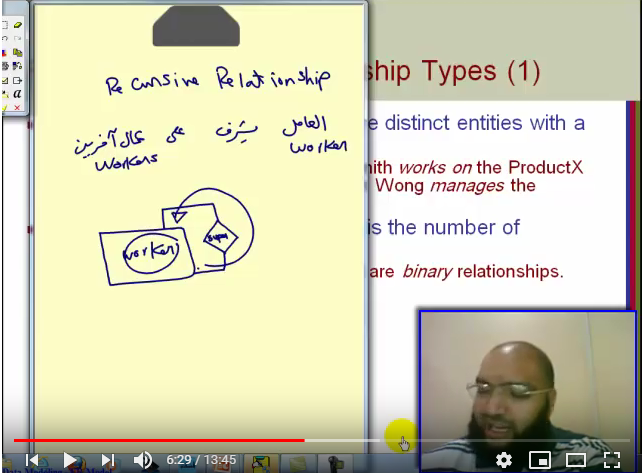 Recursive Relationship
ship Types (1)
العامل يشرف على عمال آخرين
worker
Workers
e distinct entities with a
nith works on the ProductX
Wong manages the
is the number of
are binary relationships.
worker
super
6:29 / 13:45